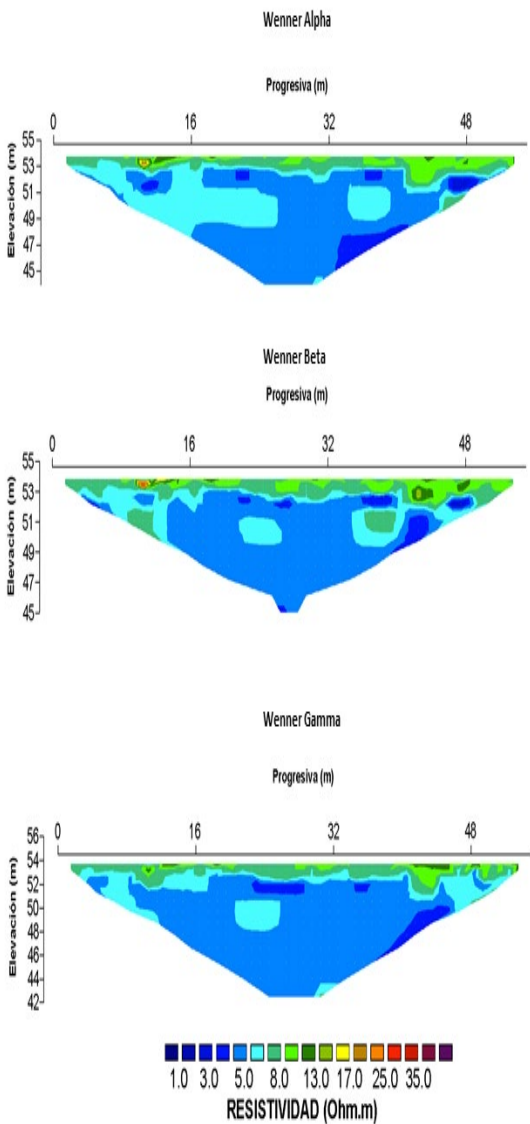 Wenner Alpha
Progresiva (m)
0 16 32 48
Elevación (m)
55
53
51
49
47
45
Wenner Beta
Progresiva (m)
0 16 32 48
Elevación (m)
55
53
51
49
47
45
Wenner Gamma
Progresiva (m)
0 16 32 48
Elevación (m)
56
54
52
50
48
46
44
42
1.0 3.0 5.0 8.0 13.0 17.0 25.0 35.0
RESISTIVIDAD (Ohm.m)